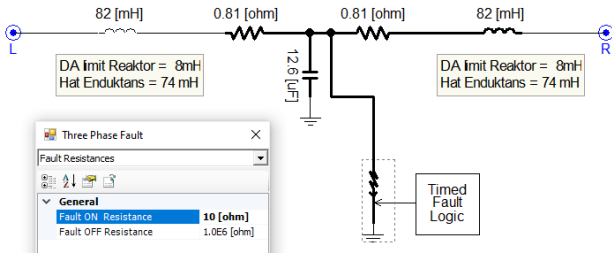 82 [mH]
0.81 [ohm]
0.81 [ohm]
82 [mH]
L
R
12.6 [uF]
DA limit Reaktor = 8mH
Hat Enduktans = 74 mH
DA limit Reaktor = 8mH
Hat Enduktans = 74 mH
Three Phase Fault
Fault Resistances
General
Fault ON Resistance 10 [ohm]
Fault OFF Resistance 1.0E6 [ohm]
Timed
Fault
Logic